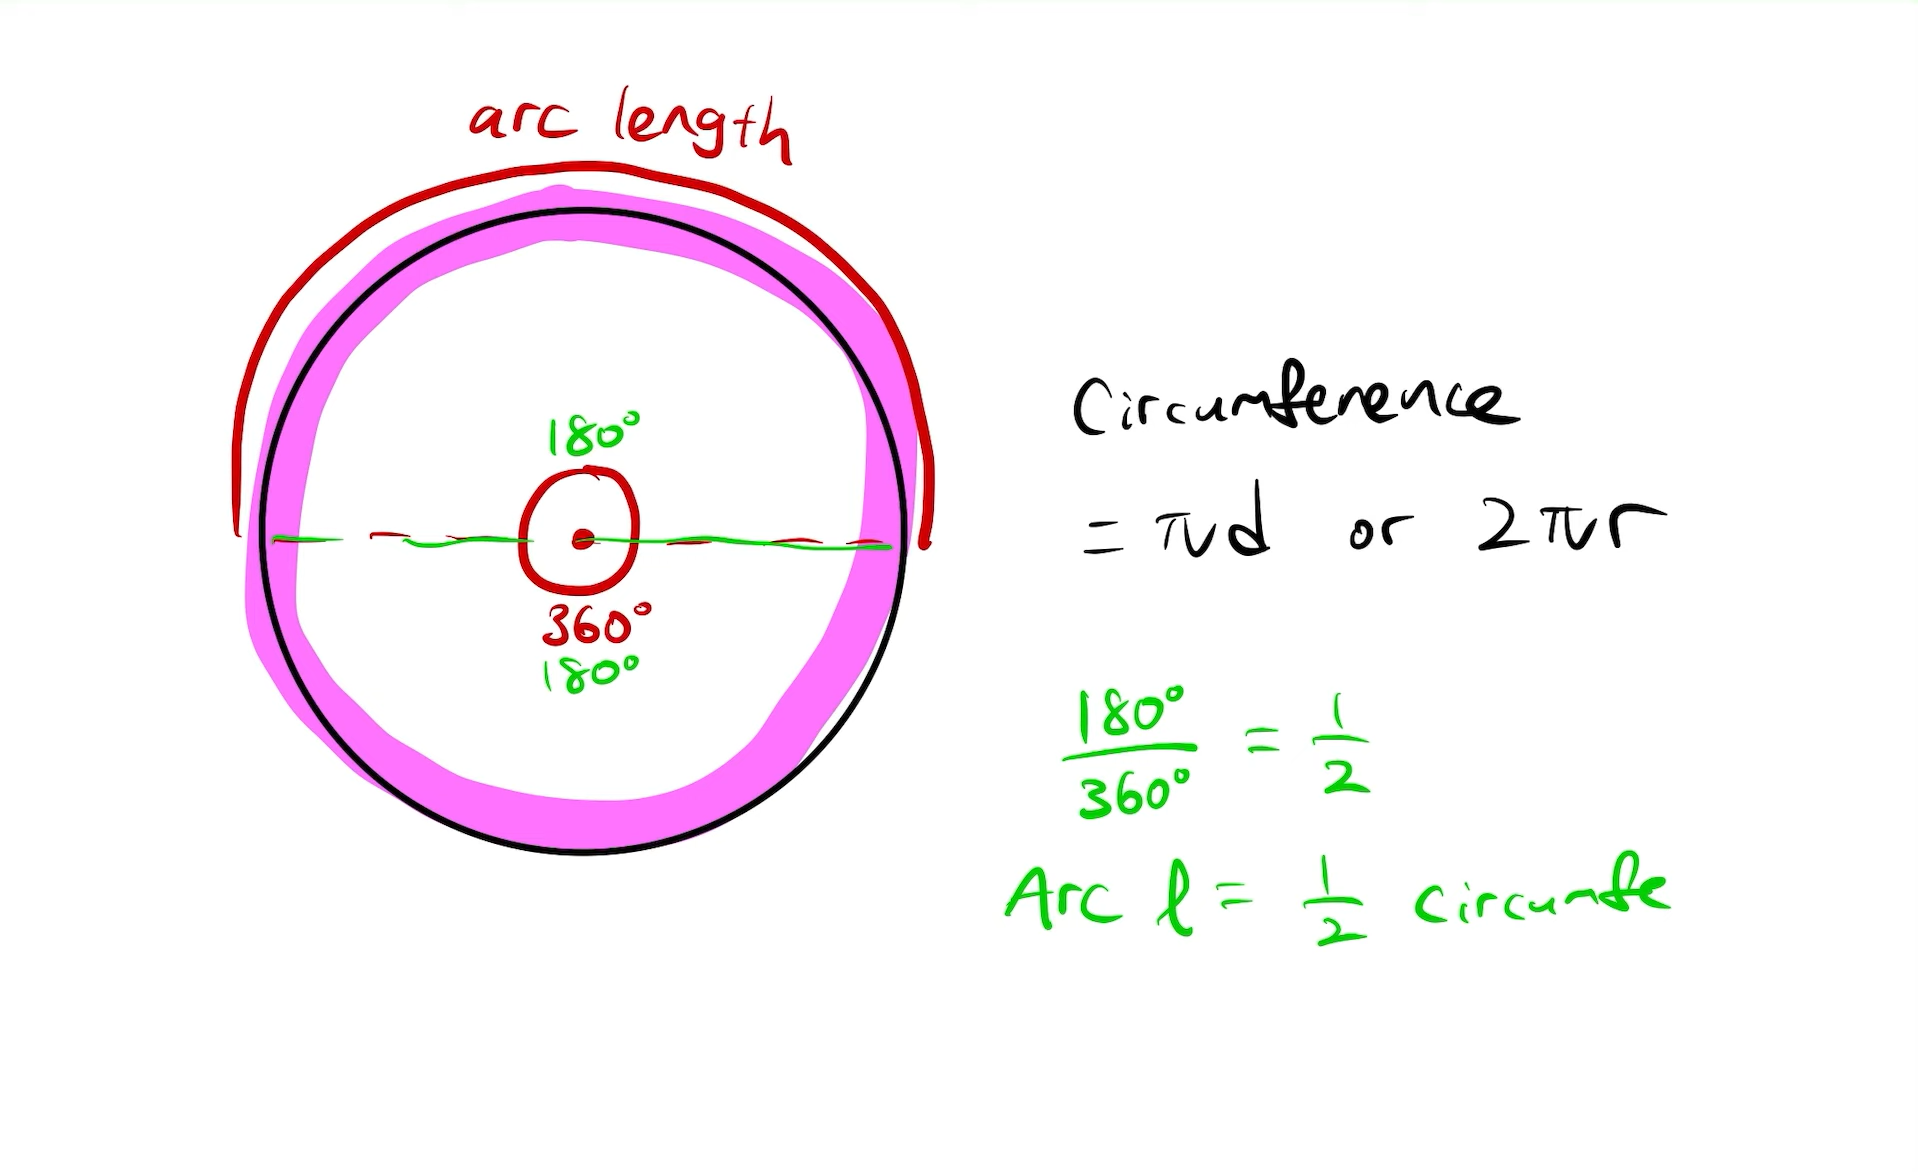 arc length
180°
360°
180°
Circumference
= πd or 2πr
180°/360° = 1/2
Arc l = 1/2 circumfe